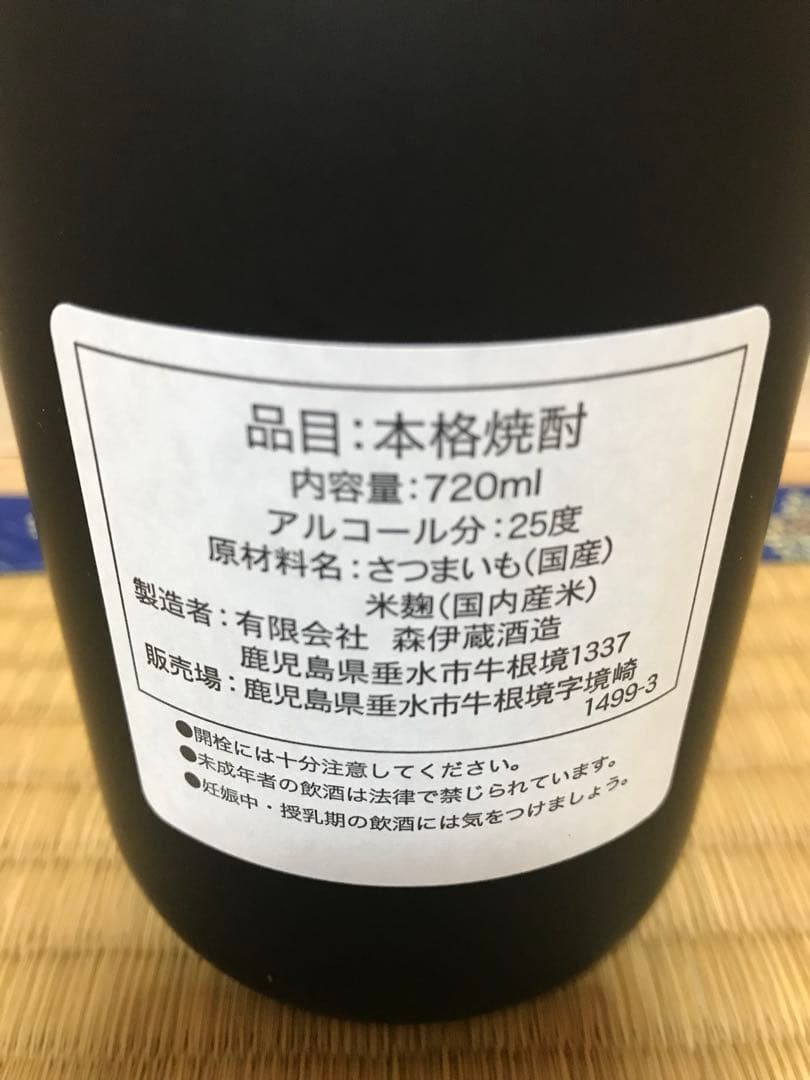 品目：本格焼酎
内容量：720ml
アルコール分：25度
原材料名：さつまいも（国産）
米麹（国内産米）
製造者：有限会社 森伊蔵酒造
鹿児島県垂水市牛根境1337
販売場：鹿児島県垂水市牛根境字境崎
1499-3
●開栓には十分注意してください。
●未成年者の飲酒は法律で禁じられています。
●妊娠中・授乳期の飲酒には気をつけましょう。